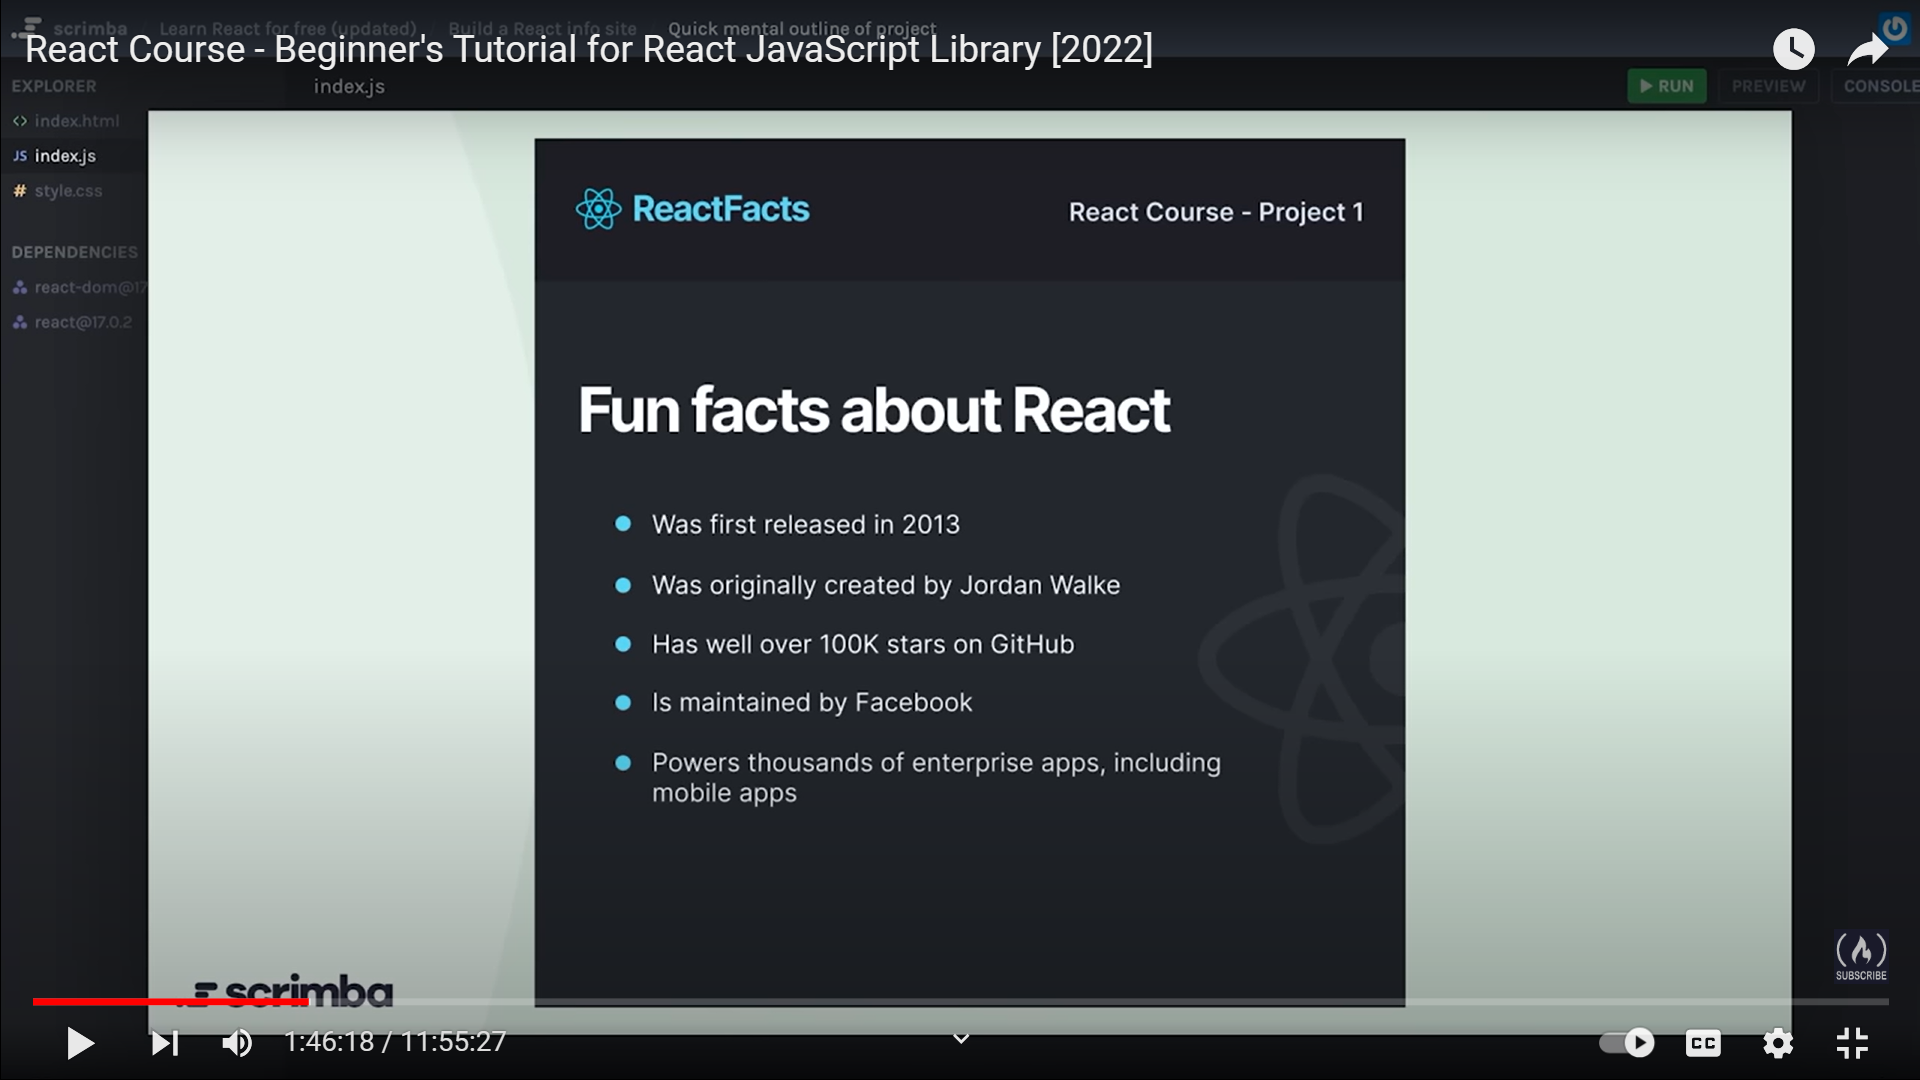 scrimba Learn React for free (updated) Build a React info site Quick mental outline of project
React Course - Beginner's Tutorial for React JavaScript Library [2022]
EXPLORER
index.js
RUN
PREVIEW
CONSOLE
<> index.html
JS index.js
# style.css
DEPENDENCIES
react-dom@17
react@17.0.2
ReactFacts
React Course - Project 1
Fun facts about React
Was first released in 2013
Was originally created by Jordan Walke
Has well over 100K stars on GitHub
Is maintained by Facebook
Powers thousands of enterprise apps, including
mobile apps
scrimba
SUBSCRIBE
1:46:18 / 11:55:27
CC